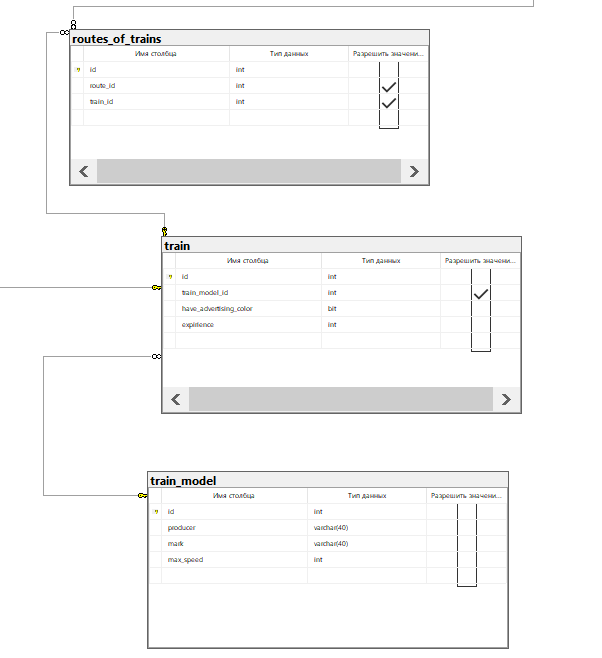 routes_of_trains
Имя столбца Тип данных Разрешить значени...
id int
route_id int
train_id int
train
Имя столбца Тип данных Разрешить значени...
id int
train_model_id int
have_advertising_color bit
expirience int
train_model
Имя столбца Тип данных Разрешить значени...
id int
producer varchar(40)
mark varchar(40)
max_speed int